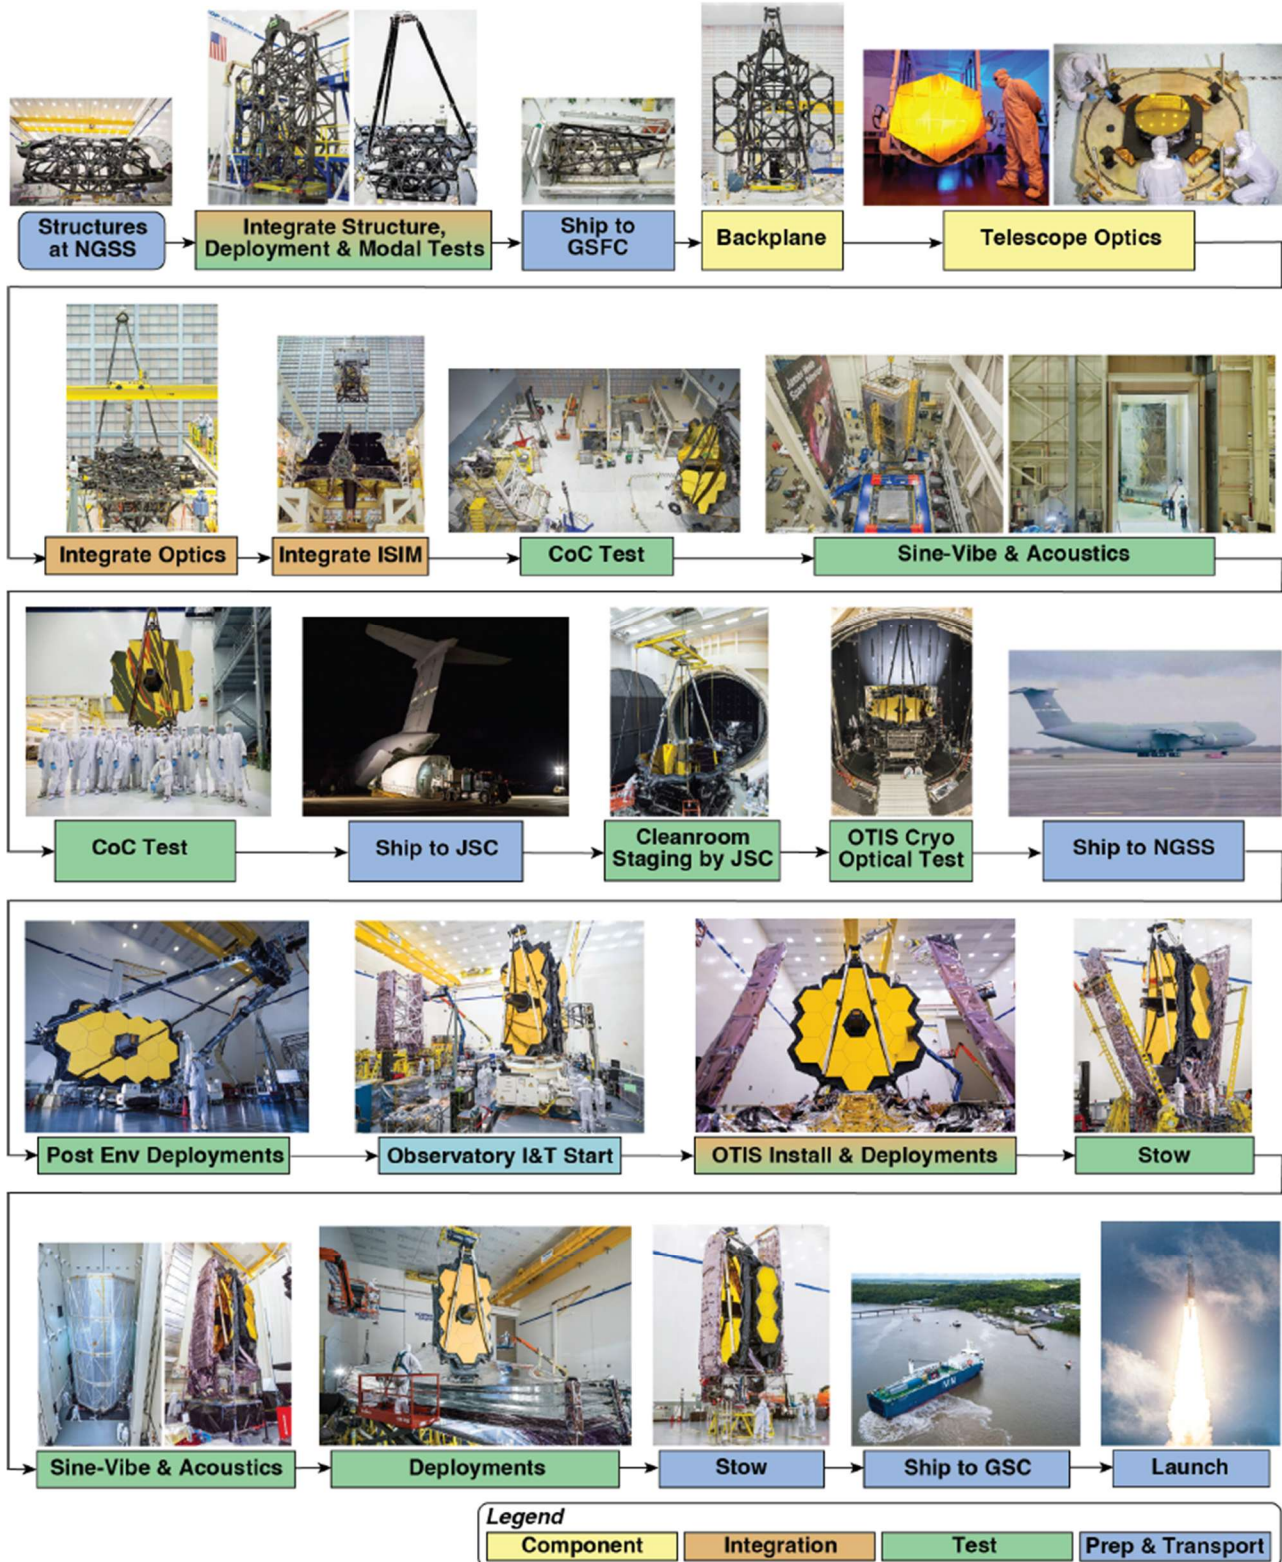 Structures
at NGSS
Integrate Structure,
Deployment & Modal Tests
Ship to
GSFC
Backplane
Telescope Optics
Integrate Optics
Integrate ISIM
CoC Test
Sine-Vibe & Acoustics
CoC Test
Ship to JSC
Cleanroom
Staging by JSC
OTIS Cryo
Optical Test
Ship to NGSS
Post Env Deployments
Observatory I&T Start
OTIS Install & Deployments
Stow
Sine-Vibe & Acoustics
Deployments
Stow
Ship to GSC
Launch
Legend
Component
Integration
Test
Prep & Transport